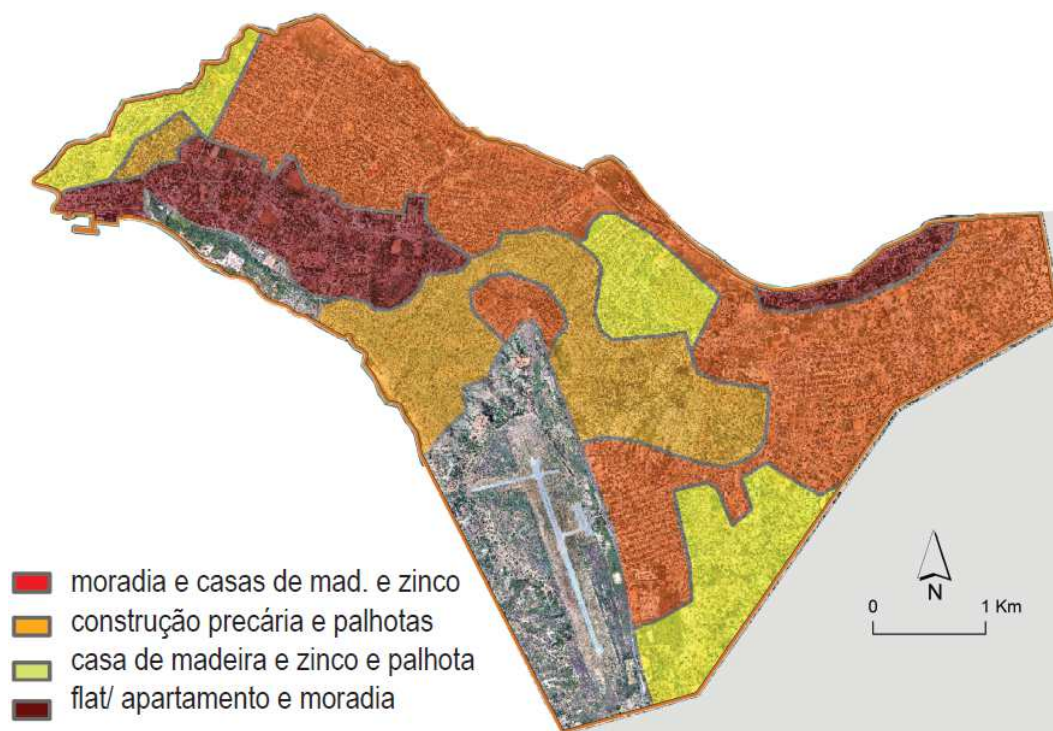 moradia e casas de mad. e zinco
construção precária e palhotas
casa de madeira e zinco e palhota
flat/ apartamento e moradia
N
0 1 Km